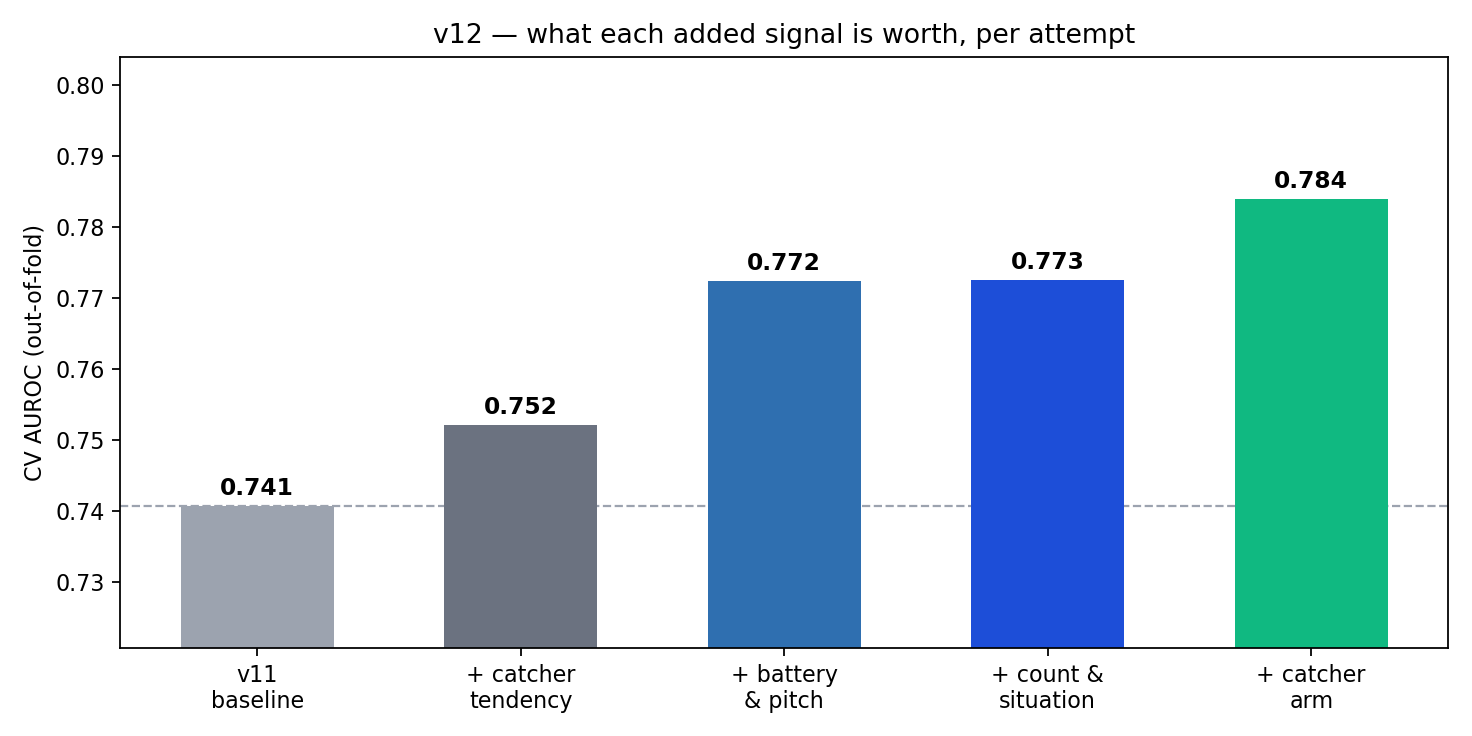 v12 — what each added signal is worth, per attempt
CV AUROC (out-of-fold)
0.80
0.79
0.78
0.77
0.76
0.75
0.74
0.73
0.741
0.752
0.772
0.773
0.784
v11
baseline
+ catcher
tendency
+ battery
& pitch
+ count &
situation
+ catcher
arm